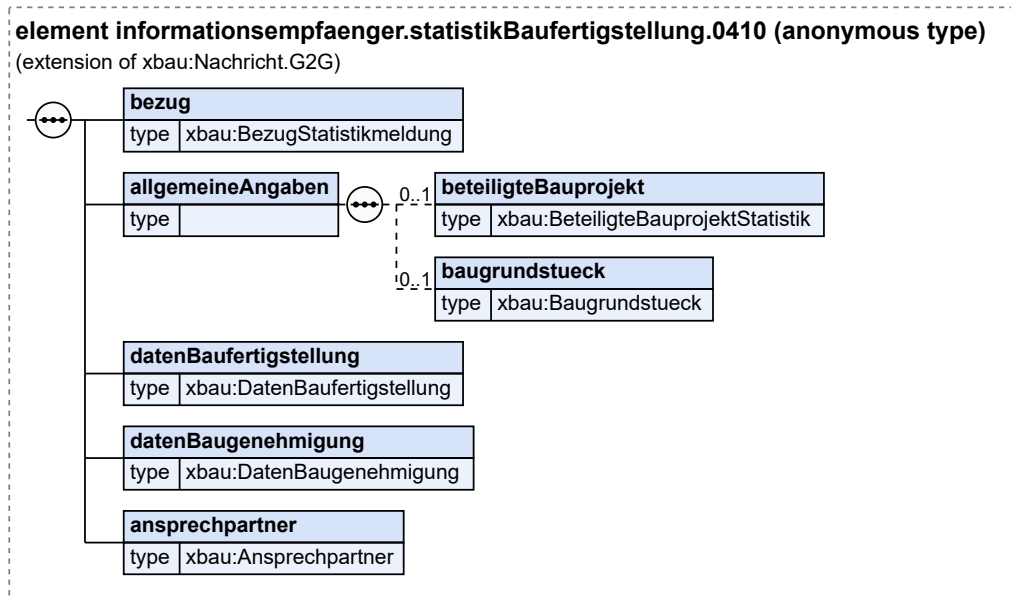 element informationsempfaenger.statistikBaufertigstellung.0410 (anonymous type)
(extension of xbau:Nachricht.G2G)
bezug
type xbau:BezugStatistikmeldung
allgemeineAngaben
type
0..1
beteiligteBauprojekt
type xbau:BeteiligteBauprojektStatistik
0..1
baugrundstueck
type xbau:Baugrundstueck
datenBaufertigstellung
type xbau:DatenBaufertigstellung
datenBaugenehmigung
type xbau:DatenBaugenehmigung
ansprechpartner
type xbau:Ansprechpartner